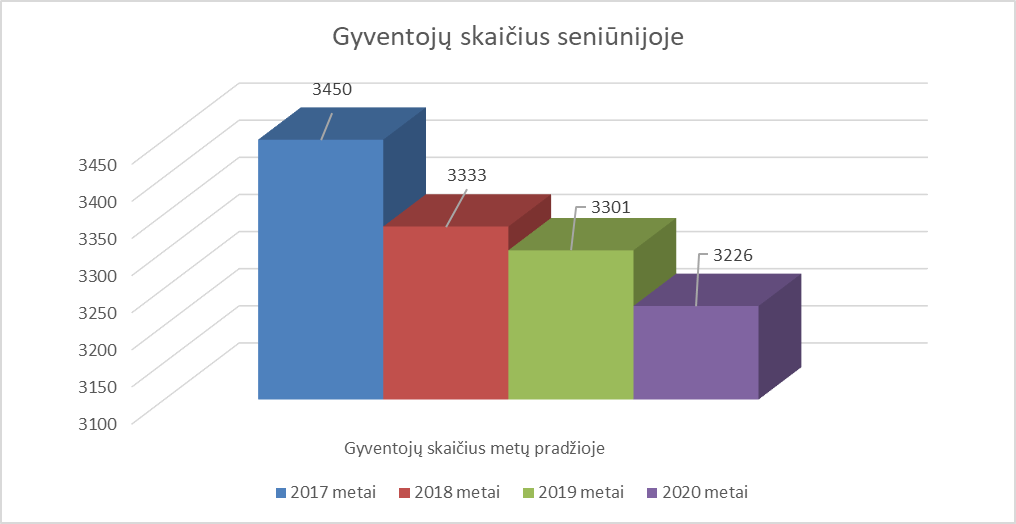 Gyventojų skaičius seniūnijoje
3450
3333
3301
3226
3450
3400
3350
3300
3250
3200
3150
3100
Gyventojų skaičius metų pradžioje
2017 metai
2018 metai
2019 metai
2020 metai